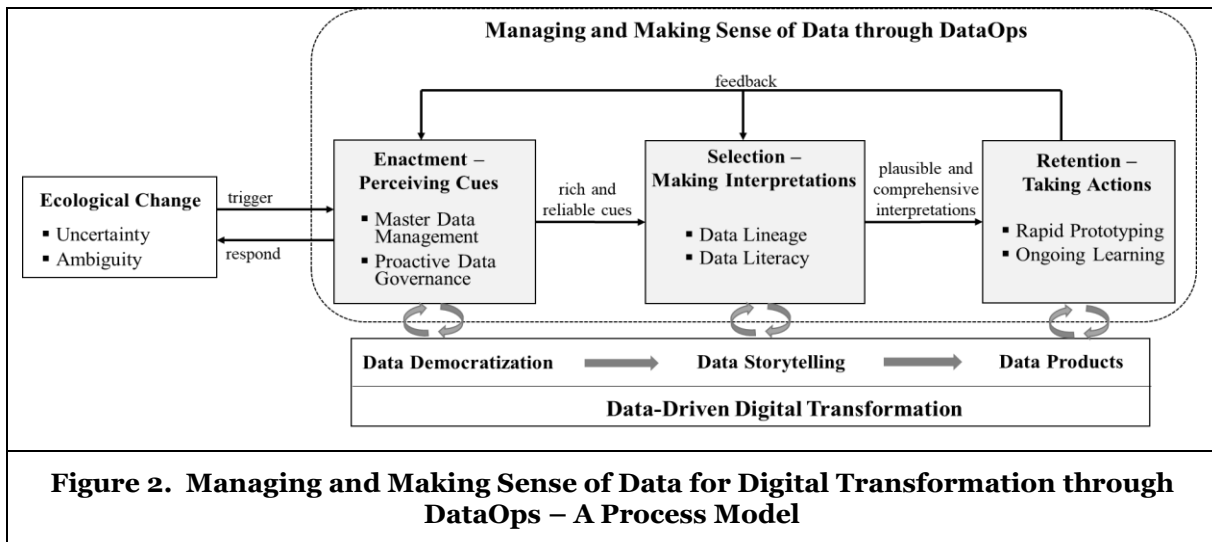 Managing and Making Sense of Data through DataOps
feedback
Ecological Change
▪ Uncertainty
▪ Ambiguity
trigger
respond
Enactment –
Perceiving Cues
▪ Master Data
Management
▪ Proactive Data
Governance
rich and
reliable cues
Selection –
Making Interpretations
▪ Data Lineage
▪ Data Literacy
plausible and
comprehensive
interpretations
Retention –
Taking Actions
▪ Rapid Prototyping
▪ Ongoing Learning
Data Democratization
Data Storytelling
Data Products
Data-Driven Digital Transformation
Figure 2. Managing and Making Sense of Data for Digital Transformation through
DataOps – A Process Model